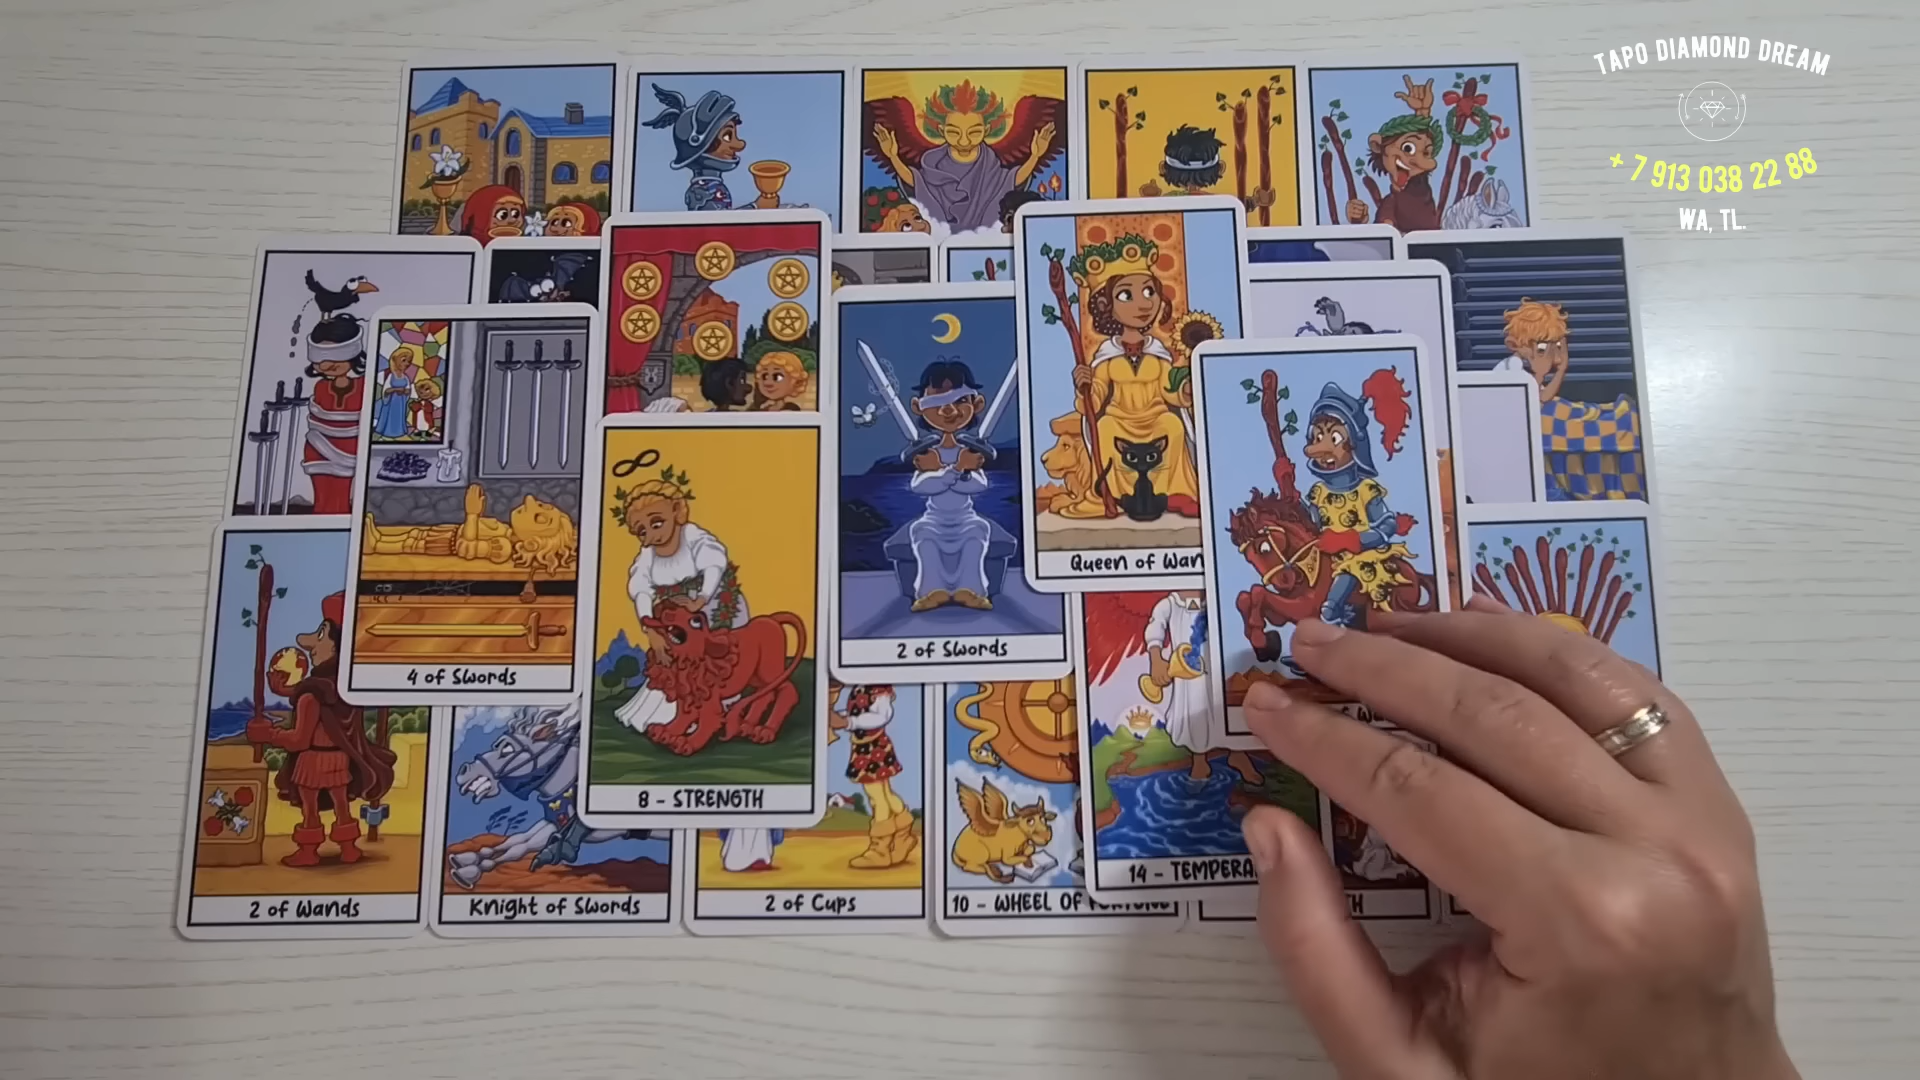 TAPO DIAMOND DREAM
+ 7 913 038 22 88
WA, TL.
Queen of Wan
2 of Swords
4 of Swords
8 - STRENGTH
14 - TEMPERA
2 of Wands
Knight of Swords
2 of Cups
10 - WHEEL OF FORTUNE